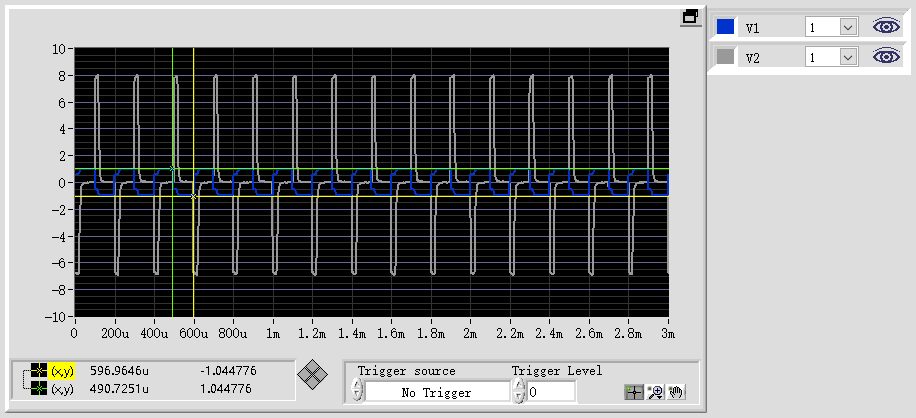 V1 1
V2 1
10
8
6
4
2
0
-2
-4
-6
-8
-10
0 200u 400u 600u 800u 1m 1.2m 1.4m 1.6m 1.8m 2m 2.2m 2.4m 2.6m 2.8m 3m
(x,y) 596.9646u -1.044776
(x,y) 490.7251u 1.044776
Trigger source Trigger Level
No Trigger 0